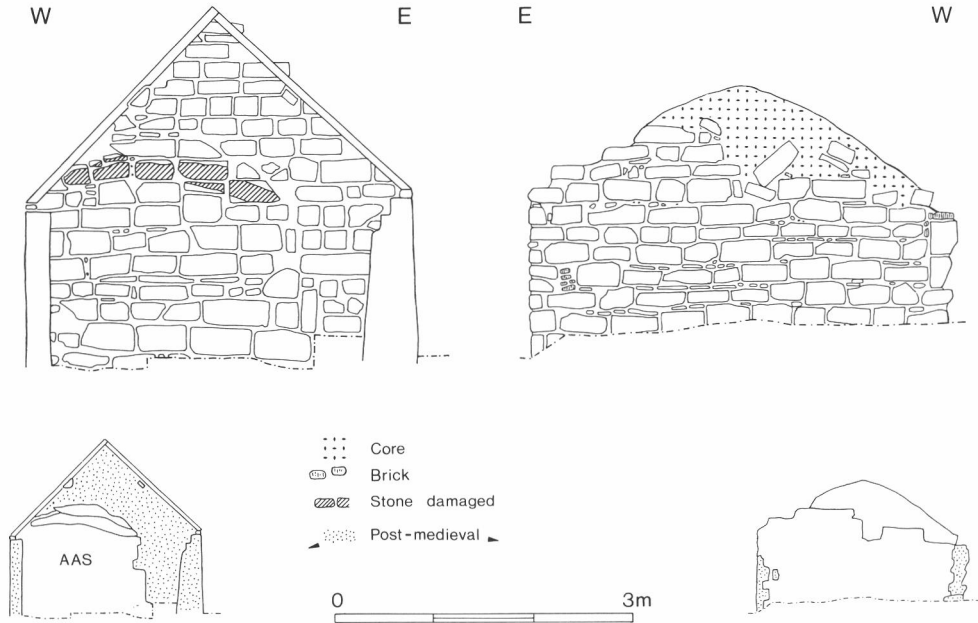 W E E W
Core
Brick
Stone damaged
Post-medieval
AAS
0 3m